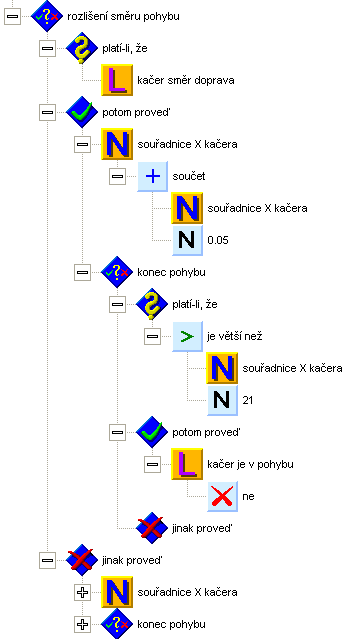 rozlišení směru pohybu
platí-li, že
kačer směr doprava
potom proveď
souřadnice X kačera
součet
souřadnice X kačera
0.05
konec pohybu
platí-li, že
je větší než
souřadnice X kačera
21
potom proveď
kačer je v pohybu
ne
jinak proveď
jinak proveď
souřadnice X kačera
konec pohybu